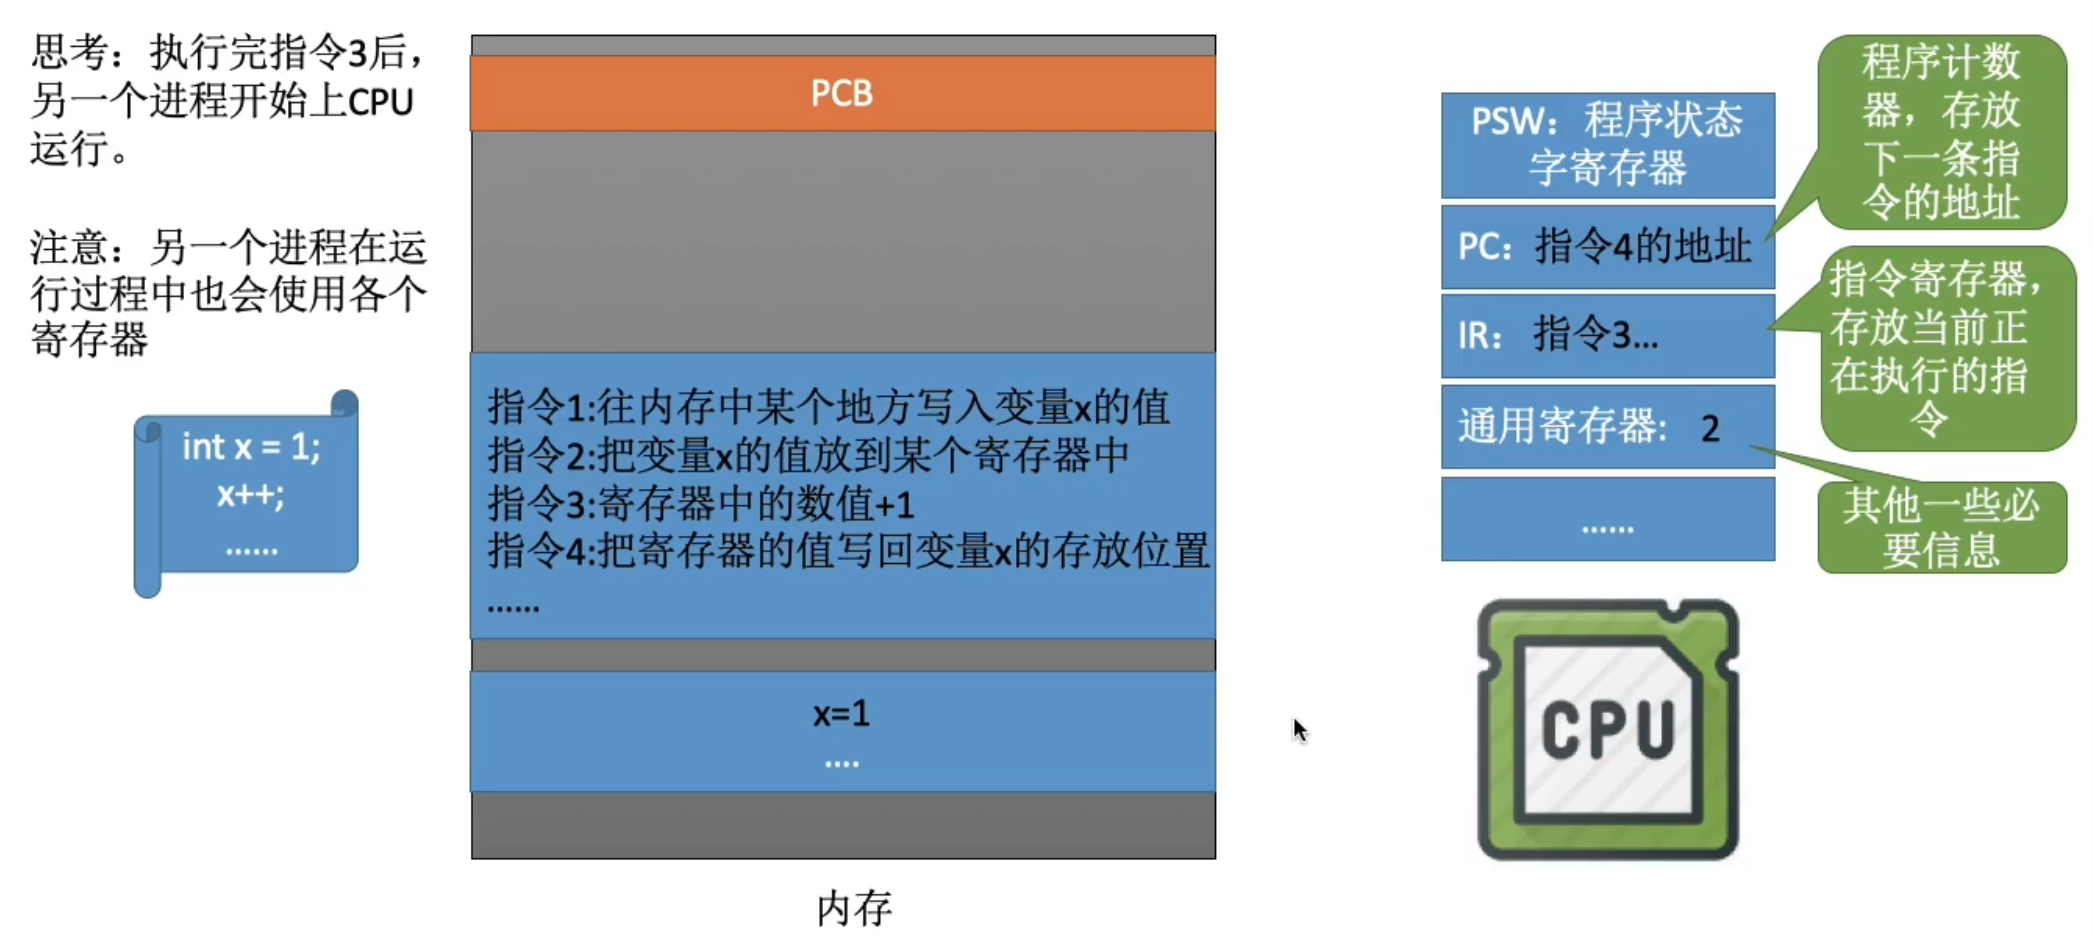 思考：执行完指令3后，
另一个进程开始上CPU
运行。
注意：另一个进程在运
行过程中也会使用各个
寄存器
int x = 1;
x++;
......
PCB
指令1:往内存中某个地方写入变量x的值
指令2:把变量x的值放到某个寄存器中
指令3:寄存器中的数值+1
指令4:把寄存器的值写回变量x的存放位置
......
x=1
....
内存
PSW：程序状态
字寄存器
PC：指令4的地址
IR：指令3...
通用寄存器：2
......
程序计数
器，存放
下一条指
令的地址
指令寄存器，
存放当前正
在执行的指
令
其他一些必
要信息
CPU